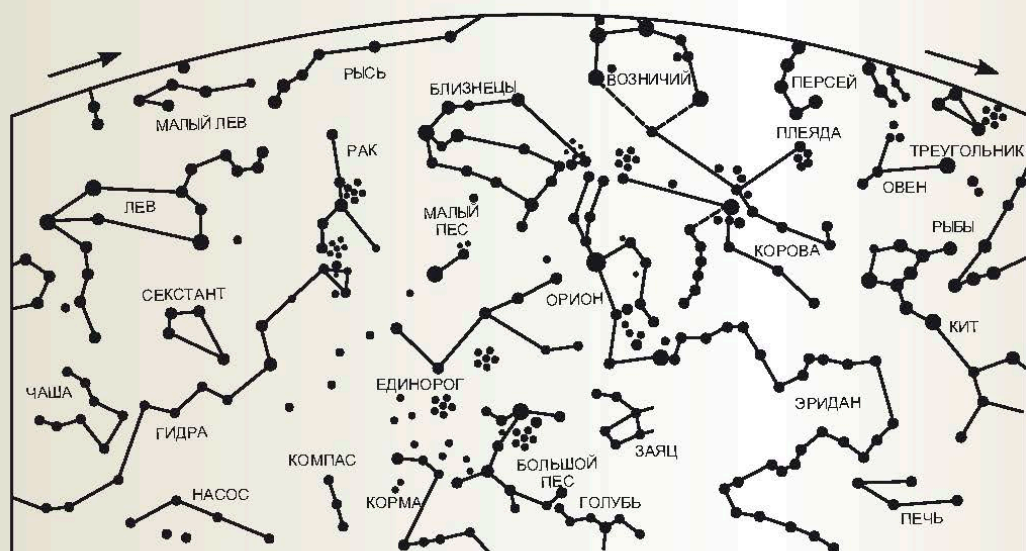 РЫСЬ
ВОЗНИЧИЙ
ПЕРСЕЙ
БЛИЗНЕЦЫ
МАЛЫЙ ЛЕВ
ПЛЕЯДА
РАК
ТРЕУГОЛЬНИК
ОВЕН
ЛЕВ
МАЛЫЙ
ПЕС
РЫБЫ
КОРОВА
СЕКСТАНТ
ОРИОН
КИТ
ЧАША
ЕДИНОРОГ
ЭРИДАН
ГИДРА
ЗАЯЦ
КОМПАС
БОЛЬШОЙ
ПЕС
НАСОС
КОРМА
ГОЛУБЬ
ПЕЧЬ